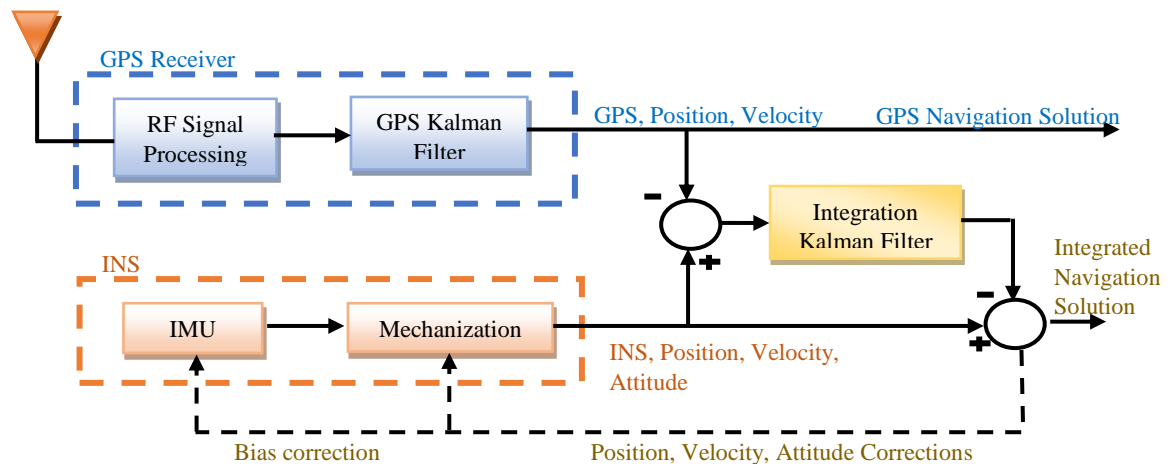 GPS Receiver
RF Signal
Processing
GPS Kalman
Filter
GPS, Position, Velocity
GPS Navigation Solution
-
+
Integration
Kalman Filter
-
+
Integrated
Navigation
Solution
INS
IMU
Mechanization
INS, Position, Velocity,
Attitude
Bias correction
Position, Velocity, Attitude Corrections